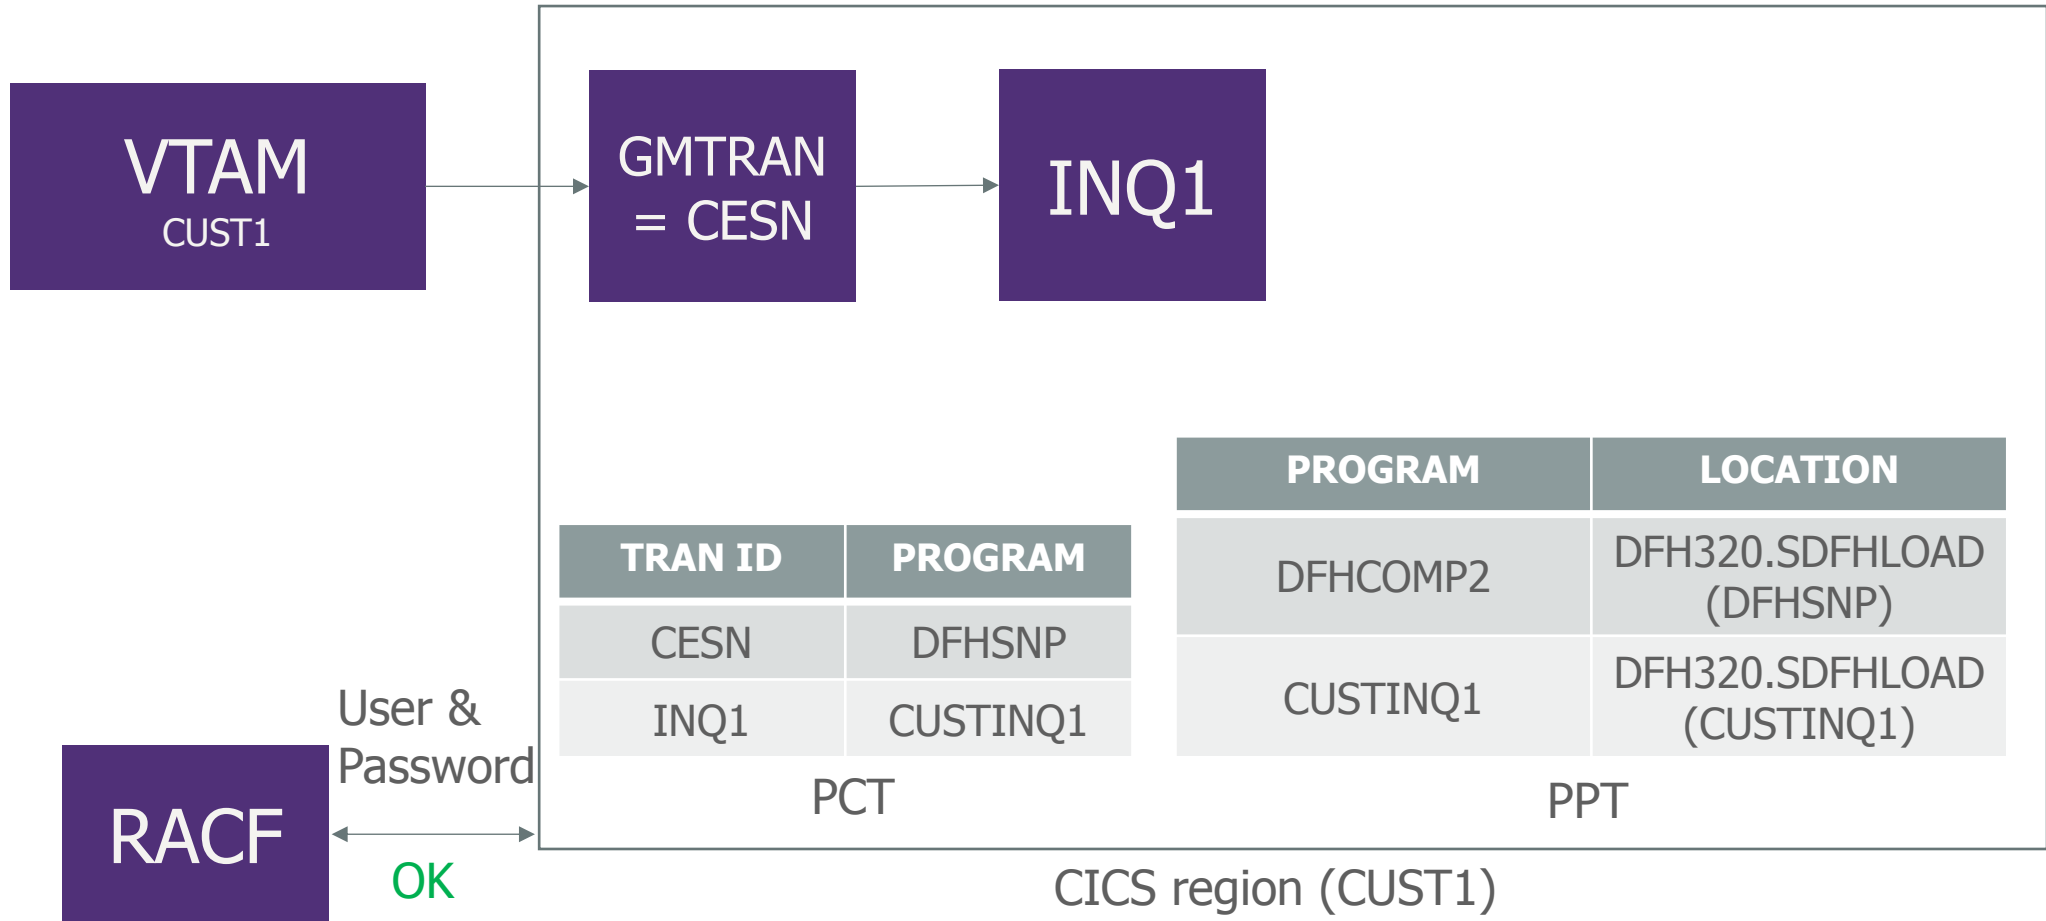 VTAM
CUST1
GMTRAN
= CESN
INQ1
PROGRAM LOCATION
DFHCOMP2 DFH320.SDFHLOAD
(DFHSNP)
CUSTINQ1 DFH320.SDFHLOAD
(CUSTINQ1)
PPT
TRAN ID PROGRAM
CESN DFHSNP
INQ1 CUSTINQ1
PCT
User &
Password
RACF
OK
CICS region (CUST1)